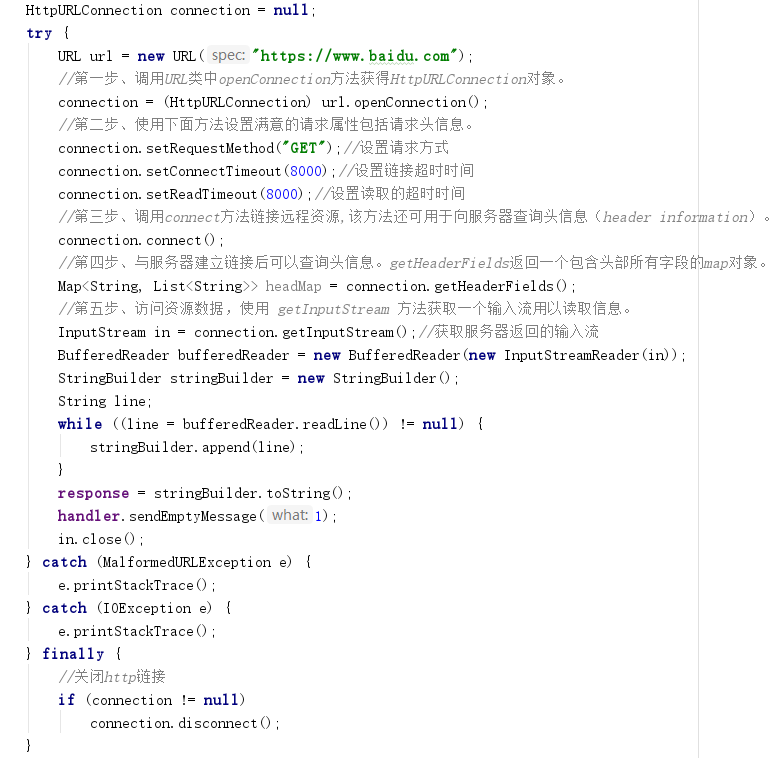 HttpURLConnection connection = null;
try {
URL url = new URL( spec: "https://www.baidu.com");
//第一步、调用URL类中openConnection方法获得HttpURLConnection对象。
connection = (HttpURLConnection) url.openConnection();
//第二步、使用下面方法设置满意的请求属性包括请求头信息。
connection.setRequestMethod("GET");//设置请求方式
connection.setConnectTimeout(8000);//设置链接超时时间
connection.setReadTimeout(8000);//设置读取的超时时间
//第三步、调用connect方法链接远程资源,该方法还可用于向服务器查询头信息（header information）。
connection.connect();
//第四步、与服务器建立链接后可以查询头信息。getHeaderFields返回一个包含头部所有字段的map对象。
Map<String, List<String>> headMap = connection.getHeaderFields();
//第五步、访问资源数据，使用 getInputStream 方法获取一个输入流用以读取信息。
InputStream in = connection.getInputStream();//获取服务器返回的输入流
BufferedReader bufferedReader = new BufferedReader(new InputStreamReader(in));
StringBuilder stringBuilder = new StringBuilder();
String line;
while ((line = bufferedReader.readLine()) != null) {
stringBuilder.append(line);
}
response = stringBuilder.toString();
handler.sendEmptyMessage( what: 1);
in.close();
} catch (MalformedURLException e) {
e.printStackTrace();
} catch (IOException e) {
e.printStackTrace();
} finally {
//关闭http链接
if (connection != null)
connection.disconnect();
}